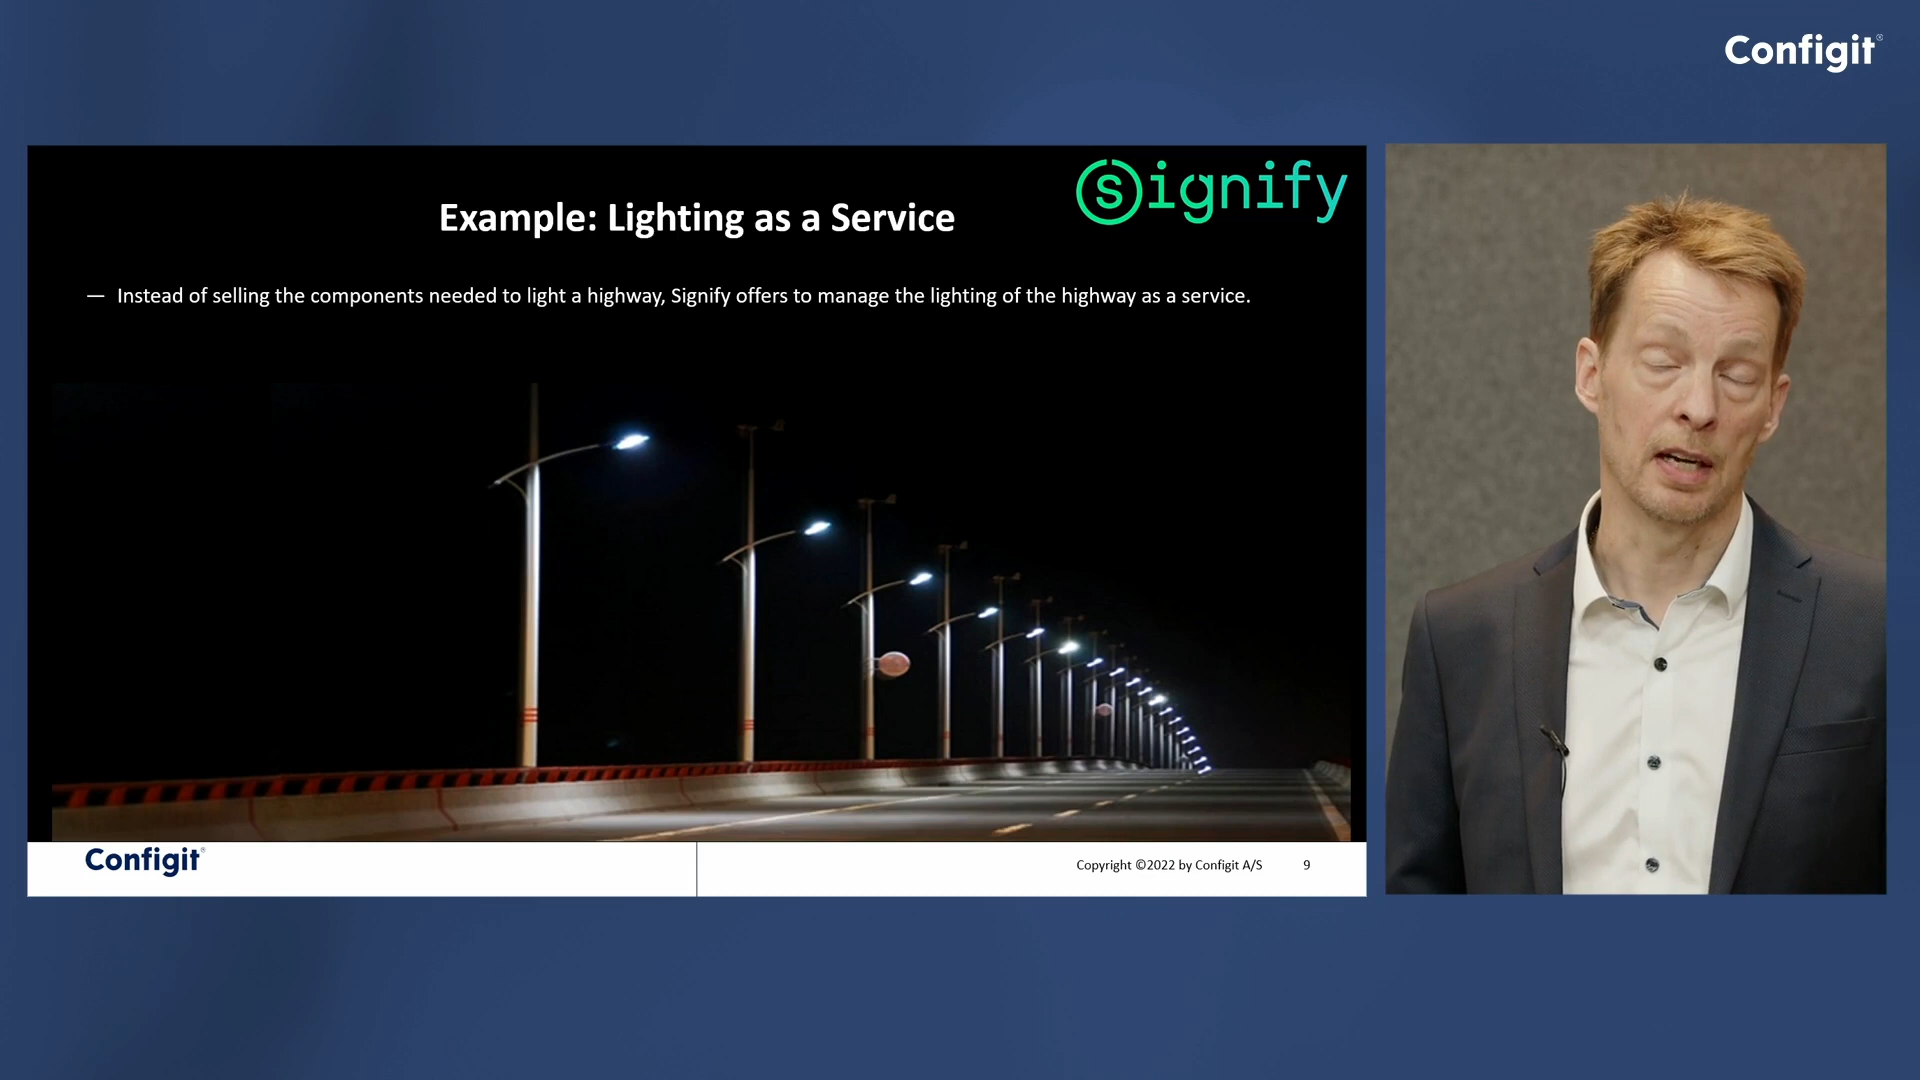 Configit®
signify
Example: Lighting as a Service
— Instead of selling the components needed to light a highway, Signify offers to manage the lighting of the highway as a service.
Configit®
Copyright ©2022 by Configit A/S 9